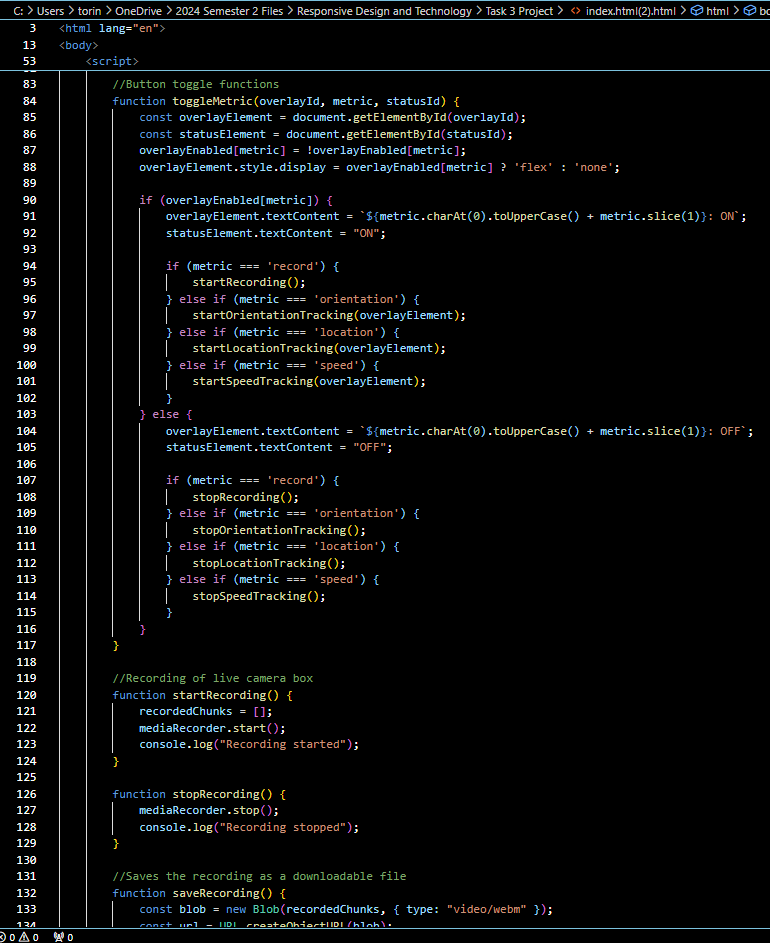 C: > Users > torin > OneDrive > 2024 Semester 2 Files > Responsive Design and Technology > Task 3 Project > <> index.html(2).html > html >
3 <html lang="en">
13 <body>
53 <script>
83 //Button toggle functions
84 function toggleMetric(overlayId, metric, statusId) {
85 const overlayElement = document.getElementById(overlayId);
86 const statusElement = document.getElementById(statusId);
87 overlayEnabled[metric] = !overlayEnabled[metric];
88 overlayElement.style.display = overlayEnabled[metric] ? 'flex' : 'none';
89
90 if (overlayEnabled[metric]) {
91 overlayElement.textContent = `${metric.charAt(0).toUpperCase() + metric.slice(1)}: ON`;
92 statusElement.textContent = "ON";
93
94 if (metric === 'record') {
95 startRecording();
96 } else if (metric === 'orientation') {
97 startOrientationTracking(overlayElement);
98 } else if (metric === 'location') {
99 startLocationTracking(overlayElement);
100 } else if (metric === 'speed') {
101 startSpeedTracking(overlayElement);
102 }
103 } else {
104 overlayElement.textContent = `${metric.charAt(0).toUpperCase() + metric.slice(1)}: OFF`;
105 statusElement.textContent = "OFF";
106
107 if (metric === 'record') {
108 stopRecording();
109 } else if (metric === 'orientation') {
110 stopOrientationTracking();
111 } else if (metric === 'location') {
112 stopLocationTracking();
113 } else if (metric === 'speed') {
114 stopSpeedTracking();
115 }
116 }
117 }
118
119 //Recording of live camera box
120 function startRecording() {
121 recordedChunks = [];
122 mediaRecorder.start();
123 console.log("Recording started");
124 }
125
126 function stopRecording() {
127 mediaRecorder.stop();
128 console.log("Recording stopped");
129 }
130
131 //Saves the recording as a downloadable file
132 function saveRecording() {
133 const blob = new Blob(recordedChunks, { type: "video/webm" });
134 const url = URL.createObjectURL(blob);
0 0 0